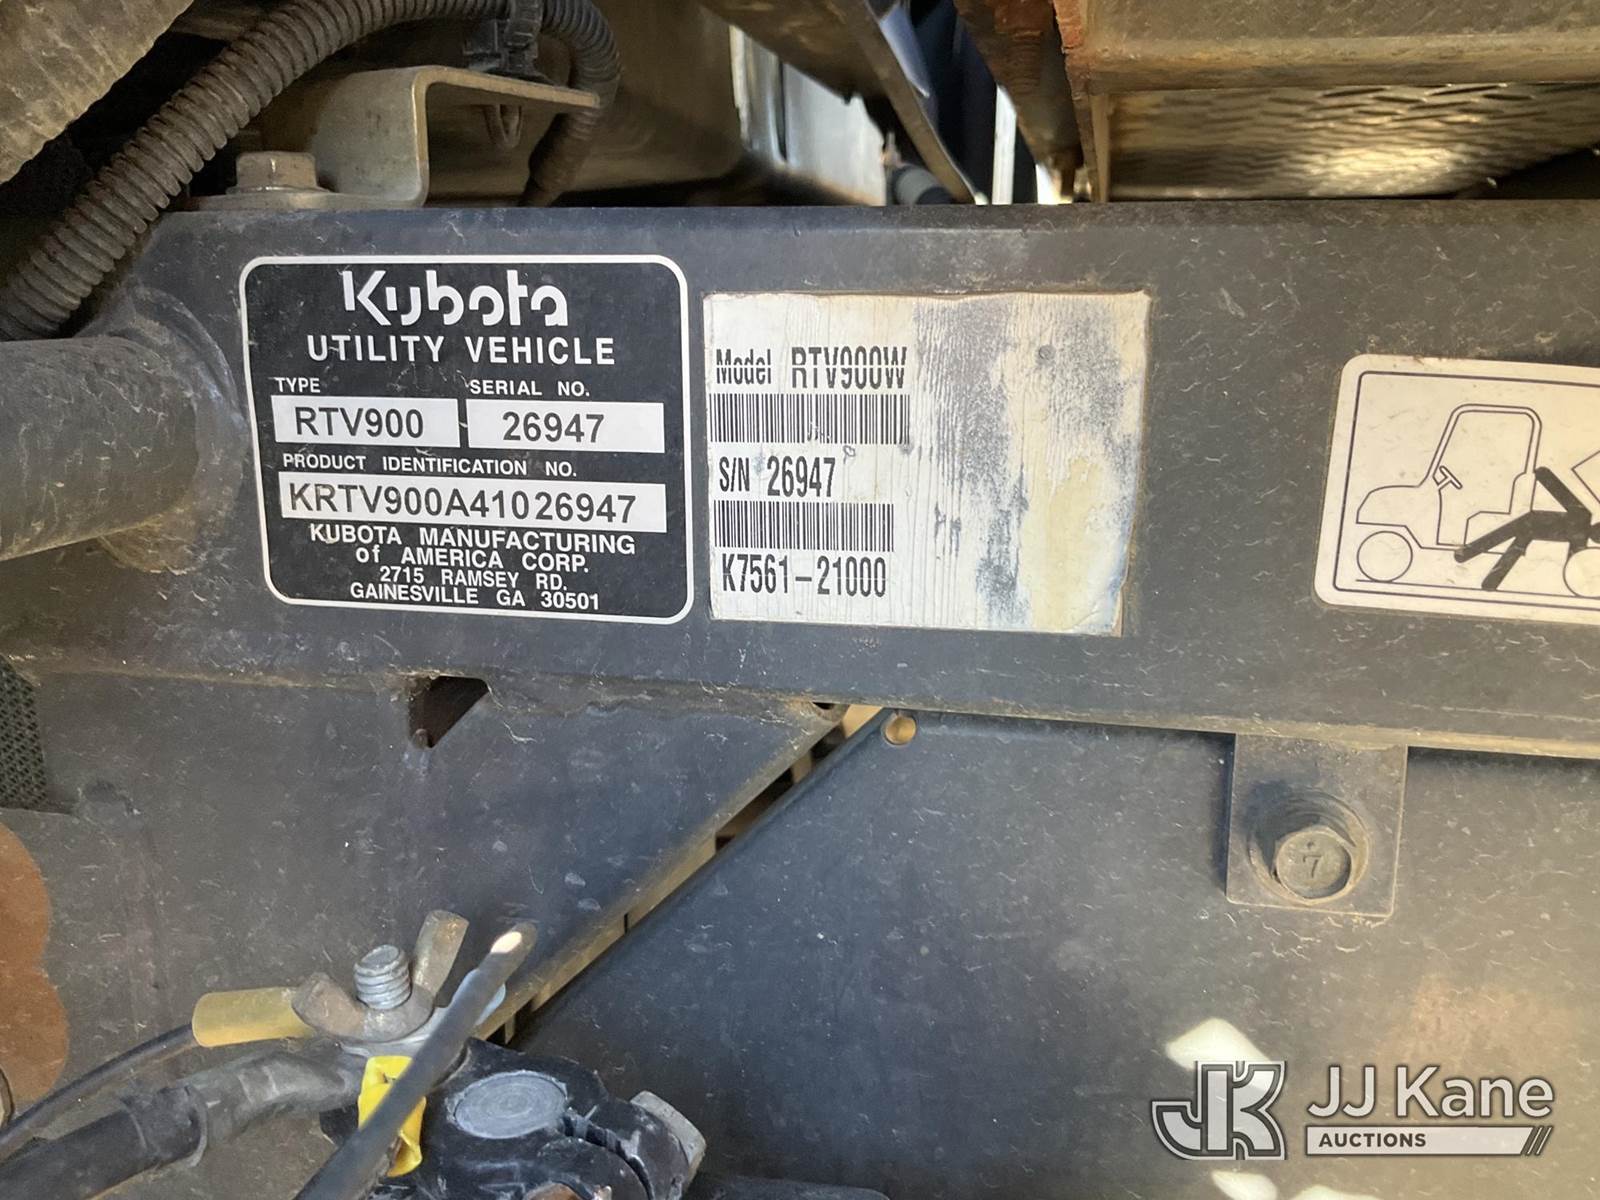 Kubota
UTILITY VEHICLE
TYPE SERIAL NO.
RTV900 26947
PRODUCT IDENTIFICATION NO.
KRTV900A41026947
KUBOTA MANUFACTURING
of AMERICA CORP.
2715 RAMSEY RD.
GAINESVILLE GA 30501
Model RTV900W
S/N 26947
K7561-21000
7
JK JJ Kane
AUCTIONS